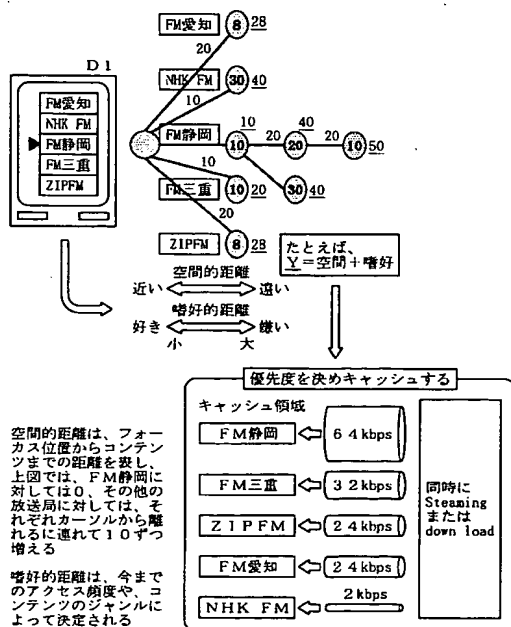 FM愛知
8
28
20
D1
NHK FM
30
40
10
FM愛知
NHK FM
FM静岡
FM三重
ZIPFM
FM静岡
10
10
20
20
40
20
10
50
10
FM三重
10
20
30
40
20
ZIPFM
8
28
空間的距離
近い
遠い
嗜好的距離
好き
嫌い
小
大
たとえば、
Y=空間+嗜好
優先度を決めキャッシュする
キャッシュ領域
FM静岡
64kbps
FM三重
32kbps
ZIPFM
24kbps
FM愛知
24kbps
NHK FM
2kbps
同時に
Steaming
または
down load
空間的距離は、フォー
カス位置からコンテン
ツまでの距離を表し、
上図では、FM静岡に
対しては0、その他の
放送局に対しては、そ
れぞれカーソルから離
れるに連れて10ずつ
増える
嗜好的距離は、今まで
のアクセス頻度や、コ
ンテンツのジャンルに
よって決定される